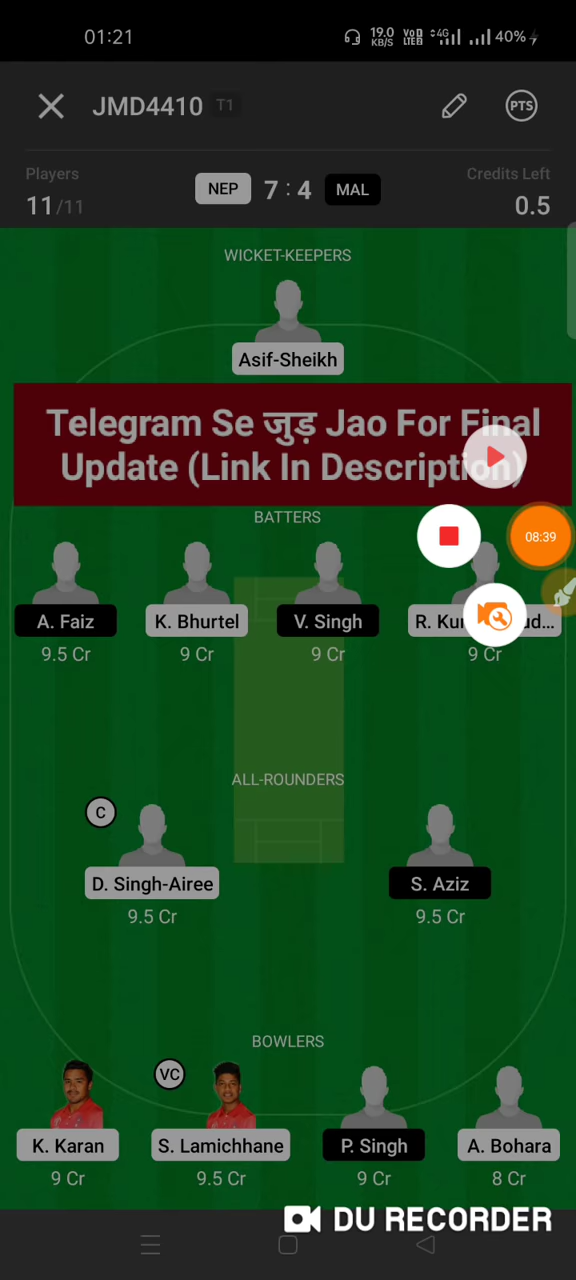 01:21
19.0 KB/S
VoD LTE2
4G
40%
JMD4410 T1
PTS
Players
11/11
NEP 7 : 4 MAL
Credits Left
0.5
WICKET-KEEPERS
Asif-Sheikh
Telegram Se जुड़ Jao For Final
Update (Link In Description)
BATTERS
08:39
A. Faiz
K. Bhurtel
V. Singh
9.5 Cr
9 Cr
9 Cr
9 Cr
ALL-ROUNDERS
C
D. Singh-Airee
S. Aziz
9.5 Cr
9.5 Cr
BOWLERS
VC
K. Karan
S. Lamichhane
P. Singh
A. Bohara
9 Cr
9.5 Cr
9 Cr
8 Cr
DU RECORDER